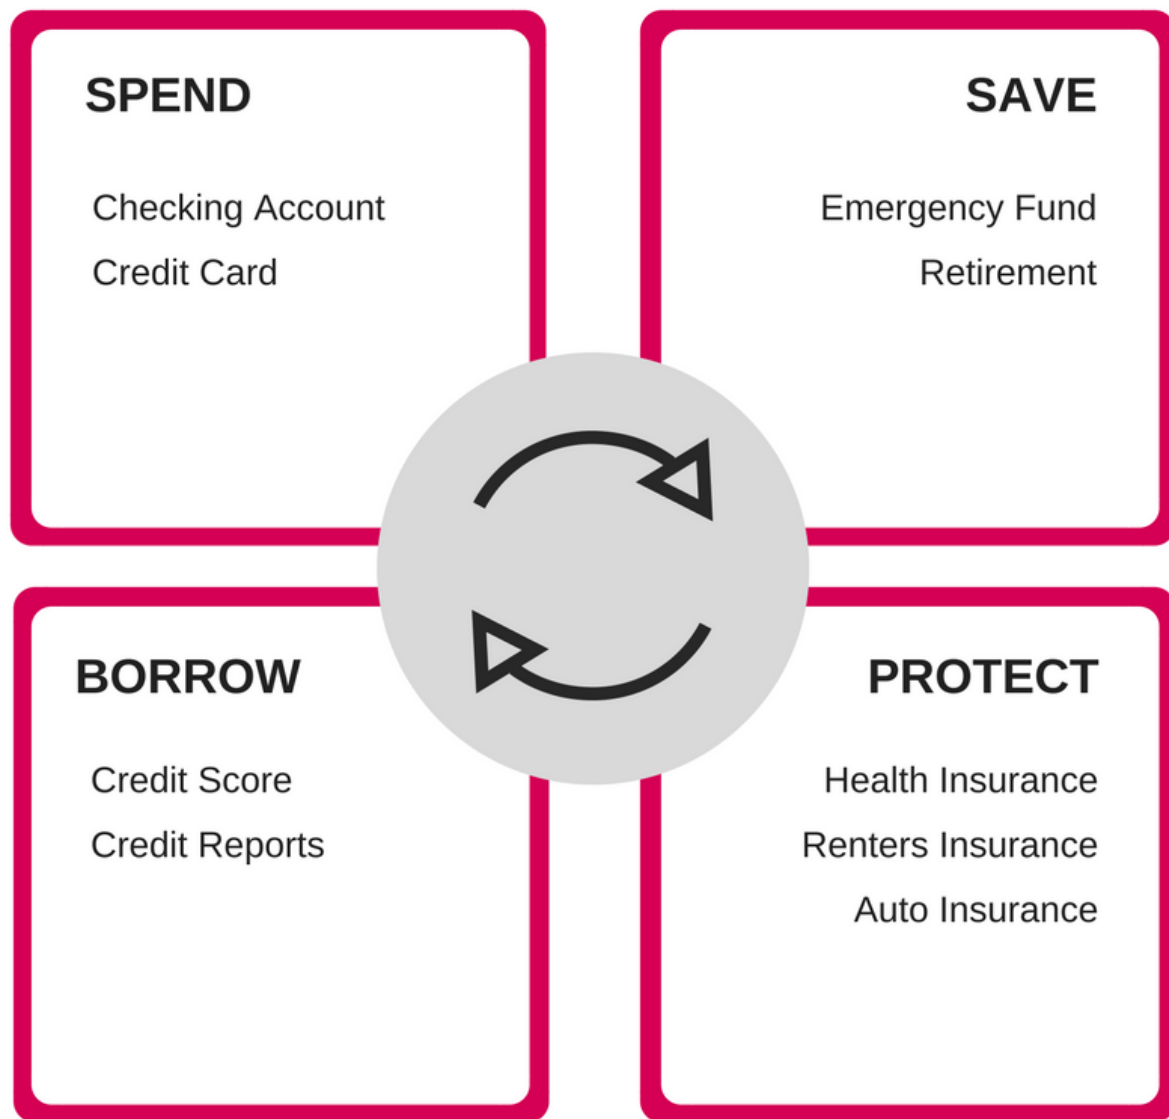 SPEND
Checking Account
Credit Card
SAVE
Emergency Fund
Retirement
BORROW
Credit Score
Credit Reports
PROTECT
Health Insurance
Renters Insurance
Auto Insurance